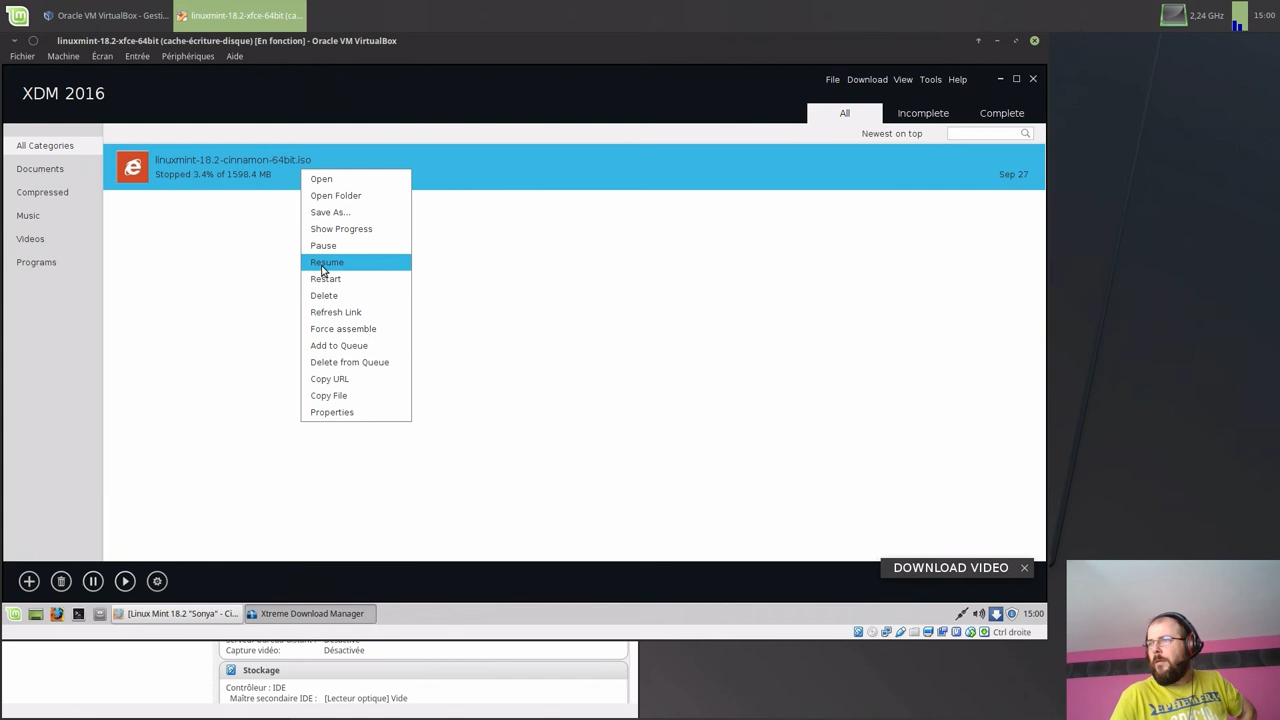 Oracle VM VirtualBox - Gesti...
linuxmint-18.2-xfce-64bit (ca...
2,24 GHz
15:00
linuxmint-18.2-xfce-64bit (cache-écriture-disque) [En fonction] - Oracle VM VirtualBox
Fichier Machine Écran Entrée Périphériques Aide
XDM 2016
File Download View Tools Help
All Incomplete Complete
Newest on top
All Categories
Documents
Compressed
Music
Videos
Programs
linuxmint-18.2-cinnamon-64bit.iso
Stopped 3.4% of 1598.4 MB
Sep 27
Open
Open Folder
Save As...
Show Progress
Pause
Resume
Restart
Delete
Refresh Link
Force assemble
Add to Queue
Delete from Queue
Copy URL
Copy File
Properties
DOWNLOAD VIDEO
[Linux Mint 18.2 "Sonya" - Ci...
Xtreme Download Manager
15:00
Ctrl droite
Capture vidéo: Désactivée
Stockage
Contrôleur : IDE
Maître secondaire IDE : [Lecteur optique] Vide